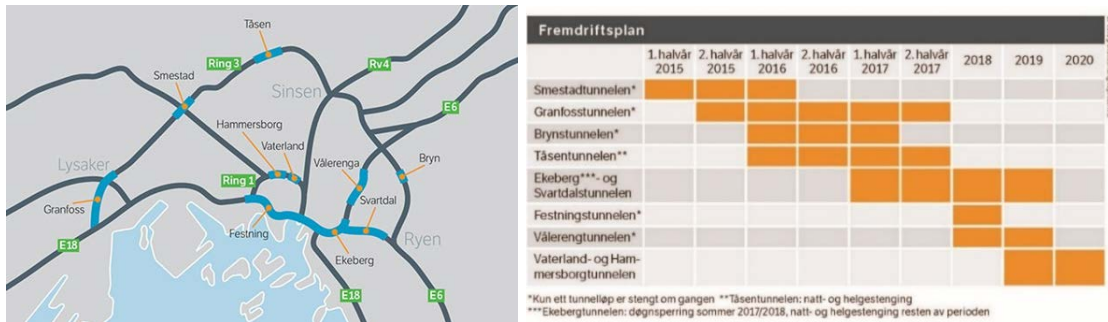 Tåsen
Ring 3
Rv4
Smestad
Sinsen
E6
Hammersborg
Vaterland
Vålerenga
Bryn
Lysaker
Ring 1
Svartdal
Granfoss
Festning
Ryen
E18
Ekeberg
E18
E6
Fremdriftsplan
1. halvår 2. halvår 1. halvår 2. halvår 1. halvår 2. halvår
2015 2015 2016 2016 2017 2017 2018 2019 2020
Smestadtunnelen*
Granfosstunnelen*
Brynstunnelen*
Tåsentunnelen**
Ekeberg***- og
Svartdalstunnelen
Festningstunnelen*
Vålerengtunnelen*
Vaterland- og Ham-
mersborgtunnelen
*Kun ett tunnelløp er stengt om gangen **Tåsentunnelen: natt- og helgestenging
***Ekebergtunnelen: døgnsperring sommer 2017/2018, natt- og helgestenging resten av perioden